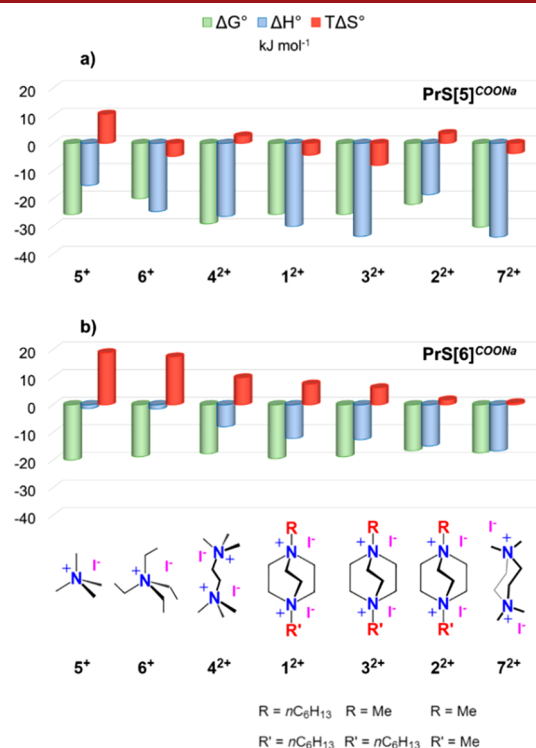 ΔG° ΔH° TΔS°
kJ mol⁻¹
a)
PrS[5]ᶜᴼᴼᴺᵃ
20
10
0
-10
-20
-30
-40
5⁺ 6⁺ 4²⁺ 1²⁺ 3²⁺ 2²⁺ 7²⁺
b)
PrS[6]ᶜᴼᴼᴺᵃ
20
10
0
-10
-20
-30
-40
N + I⁻
N + I⁻
N + I⁻ N + I⁻
R N + I⁻ N + I⁻ R'
R N + I⁻ N + I⁻ R'
R N + I⁻ N + I⁻ R'
I⁻ N + N + I⁻
5⁺ 6⁺ 4²⁺ 1²⁺ 3²⁺ 2²⁺ 7²⁺
R = nC₆H₁₃ R = Me R = Me
R' = nC₆H₁₃ R' = nC₆H₁₃ R' = Me